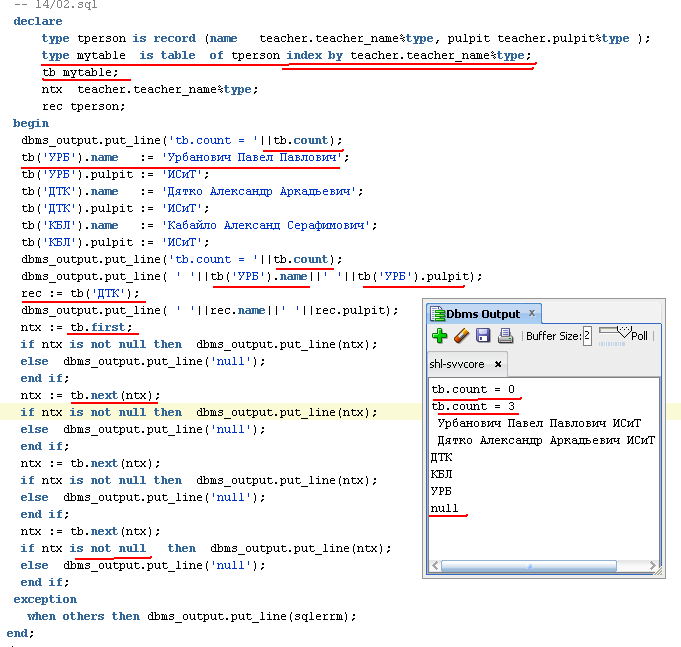 -- 14/02.sql
declare
type tperson is record (name teacher.teacher_name%type, pulpit teacher.pulpit%type );
type mytable is table of tperson index by teacher.teacher_name%type;
tb mytable;
ntx teacher.teacher_name%type;
rec tperson;
begin
dbms_output.put_line('tb.count = '||tb.count);
tb('УРБ').name := 'Урбанович Павел Павлович';
tb('УРБ').pulpit := 'ИСиТ';
tb('ДТК').name := 'Дятко Александр Аркадьевич';
tb('ДТК').pulpit := 'ИСиТ';
tb('КБЛ').name := 'Кабайло Александ Серафимович';
tb('КБЛ').pulpit := 'ИСиТ';
dbms_output.put_line('tb.count = '||tb.count);
dbms_output.put_line( ' '||tb('УРБ').name||' '||tb('УРБ').pulpit);
rec := tb('ДТК');
dbms_output.put_line( ' '||rec.name||' '||rec.pulpit);
ntx := tb.first;
if ntx is not null then dbms_output.put_line(ntx);
else dbms_output.put_line('null');
end if;
ntx := tb.next(ntx);
if ntx is not null then dbms_output.put_line(ntx);
else dbms_output.put_line('null');
end if;
ntx := tb.next(ntx);
if ntx is not null then dbms_output.put_line(ntx);
else dbms_output.put_line('null');
end if;
ntx := tb.next(ntx);
if ntx is not null then dbms_output.put_line(ntx);
else dbms_output.put_line('null');
end if;
exception
when others then dbms_output.put_line(sqlerrm);
end;
Dbms Output x
Buffer Size: 2 Poll
shl-svvcore x
tb.count = 0
tb.count = 3
Урбанович Павел Павлович ИСиТ
Дятко Александр Аркадьевич ИСиТ
ДТК
КБЛ
УРБ
null